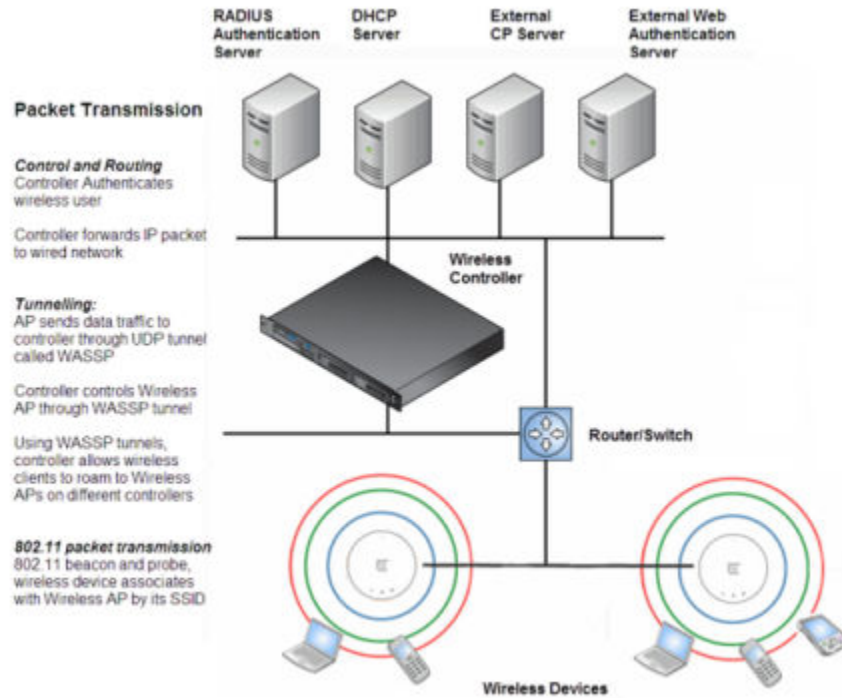 RADIUS
Authentication
Server
DHCP
Server
External
CP Server
External Web
Authentication
Server
Packet Transmission
Control and Routing
Controller Authenticates
wireless user
Controller forwards IP packet
to wired network
Wireless
Controller
Tunnelling:
AP sends data traffic to
controller through UDP tunnel
called WASSP
Controller controls Wireless
AP through WASSP tunnel
Using WASSP tunnels,
controller allows wireless
clients to roam to Wireless
APs on different controllers
Router/Switch
802.11 packet transmission
802.11 beacon and probe,
wireless device associates
with Wireless AP by its SSID
Wireless Devices